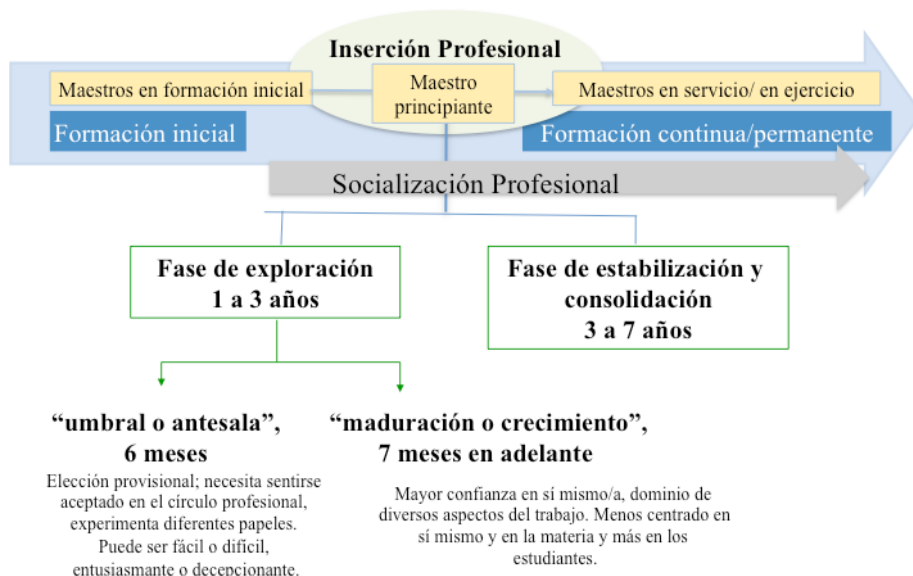 Inserción Profesional
Maestros en formación inicial
Maestro
principiante
Maestros en servicio/ en ejercicio
Formación inicial
Formación continua/permanente
Socialización Profesional
Fase de exploración
1 a 3 años
Fase de estabilización y
consolidación
3 a 7 años
“umbral o antesala”,
6 meses
Elección provisional; necesita sentirse
aceptado en el círculo profesional,
experimenta diferentes papeles.
Puede ser fácil o difícil,
entusiasmante o decepcionante.
“maduración o crecimiento”,
7 meses en adelante
Mayor confianza en sí mismo/a, dominio de
diversos aspectos del trabajo. Menos centrado en
sí mismo y en la materia y más en los
estudiantes.